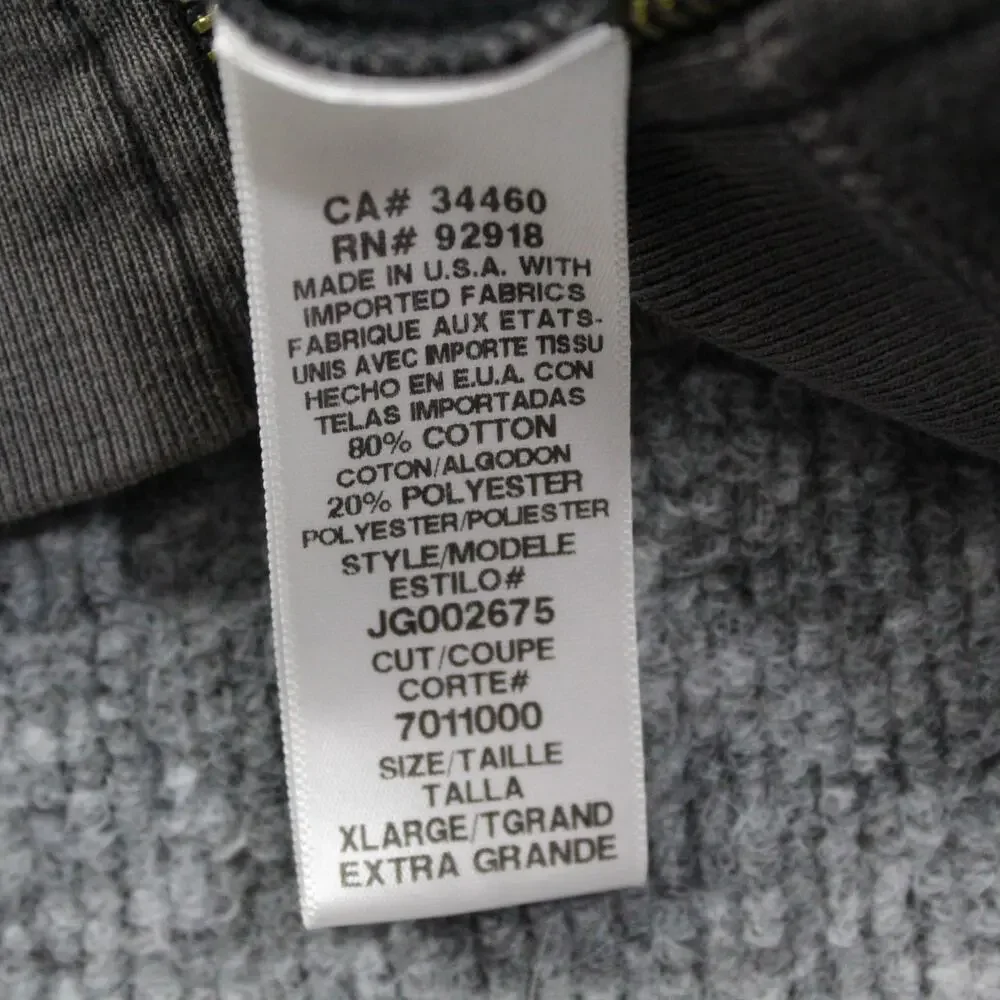 CA# 34460
RN# 92918
MADE IN U.S.A. WITH
IMPORTED FABRICS
FABRIQUE AUX ETATS-
UNIS AVEC IMPORTE TISSU
HECHO EN E.U.A. CON
TELAS IMPORTADAS
80% COTTON
COTON/ALGODON
20% POLYESTER
POLYESTER/POLIESTER
STYLE/MODELE
ESTILO#
JG002675
CUT/COUPE
CORTE#
7011000
SIZE/TAILLE
TALLA
XLARGE/TGRAND
EXTRA GRANDE